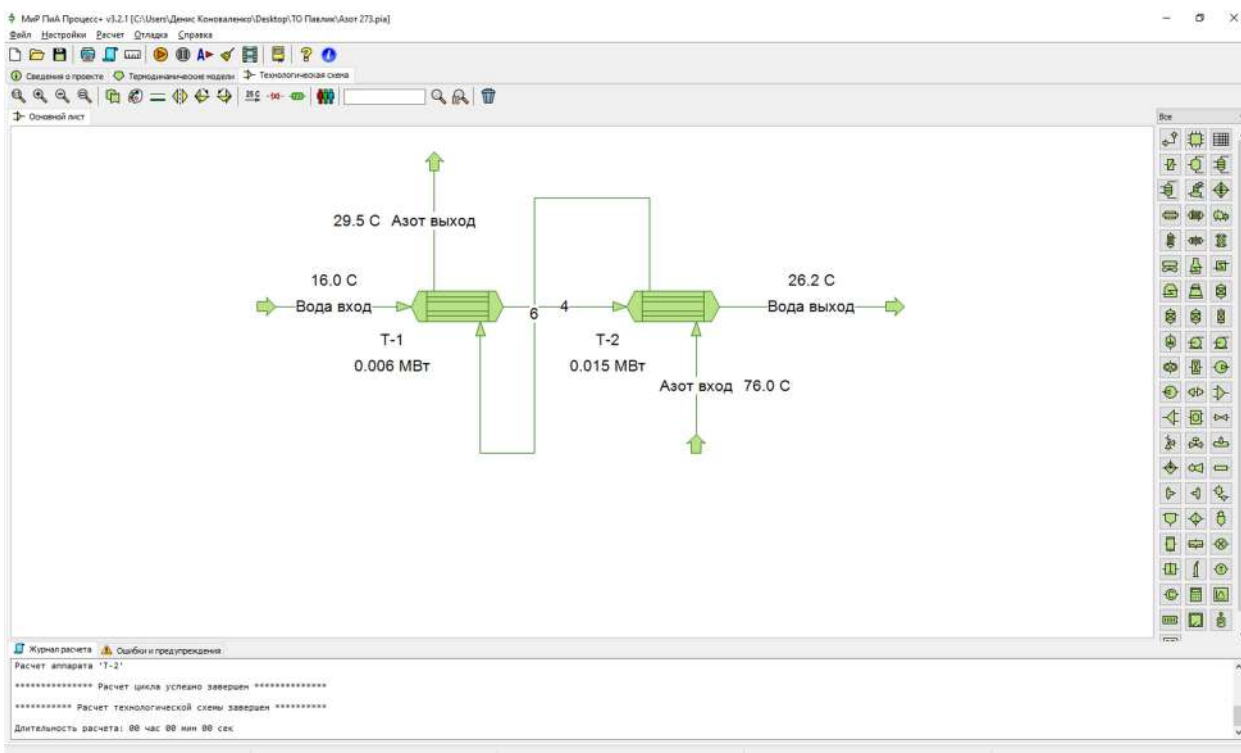 МиР ПиА Процесс+ v3.2.1 [C:\Users\Денис Коноваленко\Desktop\ТО Павлик\Азот 273.pia]
Файл Настройки Расчет Отладка Справка
Сведения о проекте Термодинамические модели Технологическая схема
Основной лист
Все
29.5 C Азот выход
16.0 C
26.2 C
Вода вход
6
4
Вода выход
T-1
T-2
0.006 МВт
0.015 МВт
Азот вход 76.0 C
Журнал расчета Ошибки и предупреждения
Расчет аппарата 'T-2'
*************** Расчет цикла успешно завершен **************
*********** Расчет технологической схемы завершен **********
Длительность расчета: 00 час 00 мин 00 сек